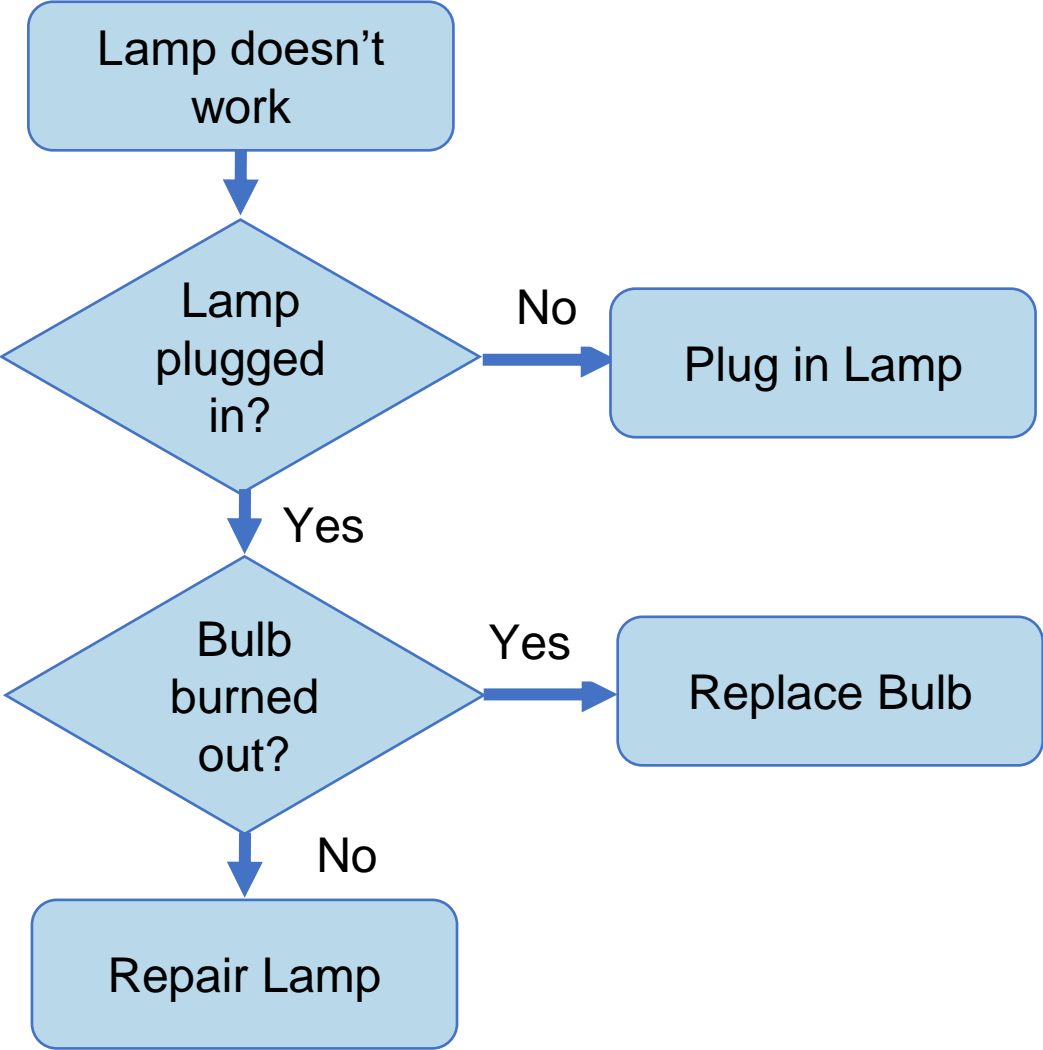 Lamp doesn’t
work
Lamp
plugged
in?
No
Plug in Lamp
Yes
Bulb
burned
out?
Yes
Replace Bulb
No
Repair Lamp